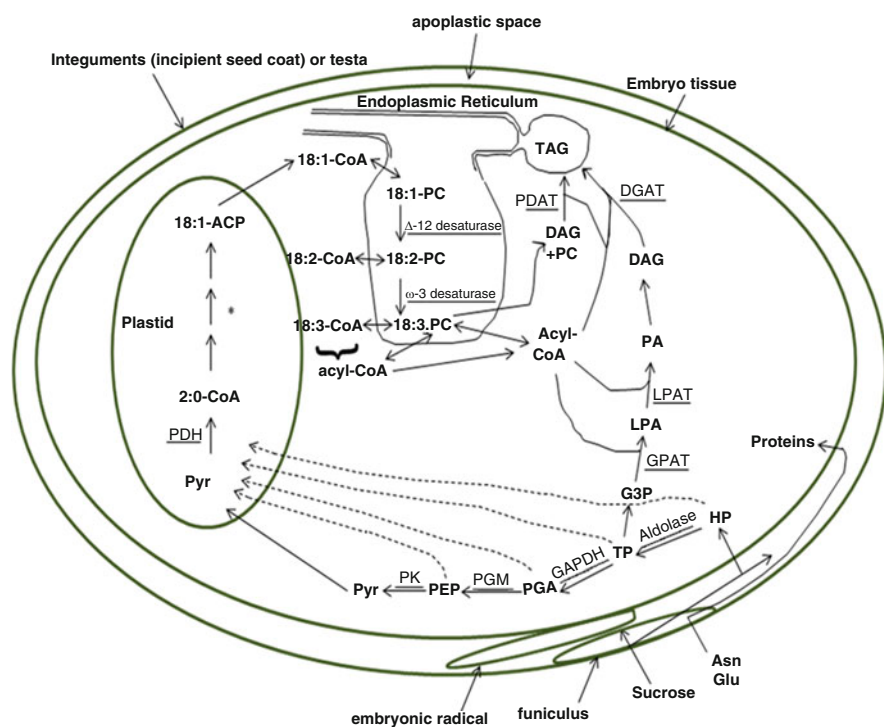 apoplastic space
Integuments (incipient seed coat) or testa
Embryo tissue
Endoplasmic Reticulum
TAG
18:1-CoA
18:1-PC
PDAT
DGAT
18:1-ACP
Δ-12 desaturase
DAG
+PC
DAG
18:2-CoA
18:2-PC
ω-3 desaturase
Plastid
*
18:3-CoA
18:3.PC
Acyl-
CoA
PA
}
acyl-CoA
2:0-CoA
LPAT
LPA
PDH
Proteins
GPAT
Pyr
G3P
HP
Aldolase
TP
GAPDH
Pyr
PK
PEP
PGM
PGA
Asn
Glu
Sucrose
funiculus
embryonic radical